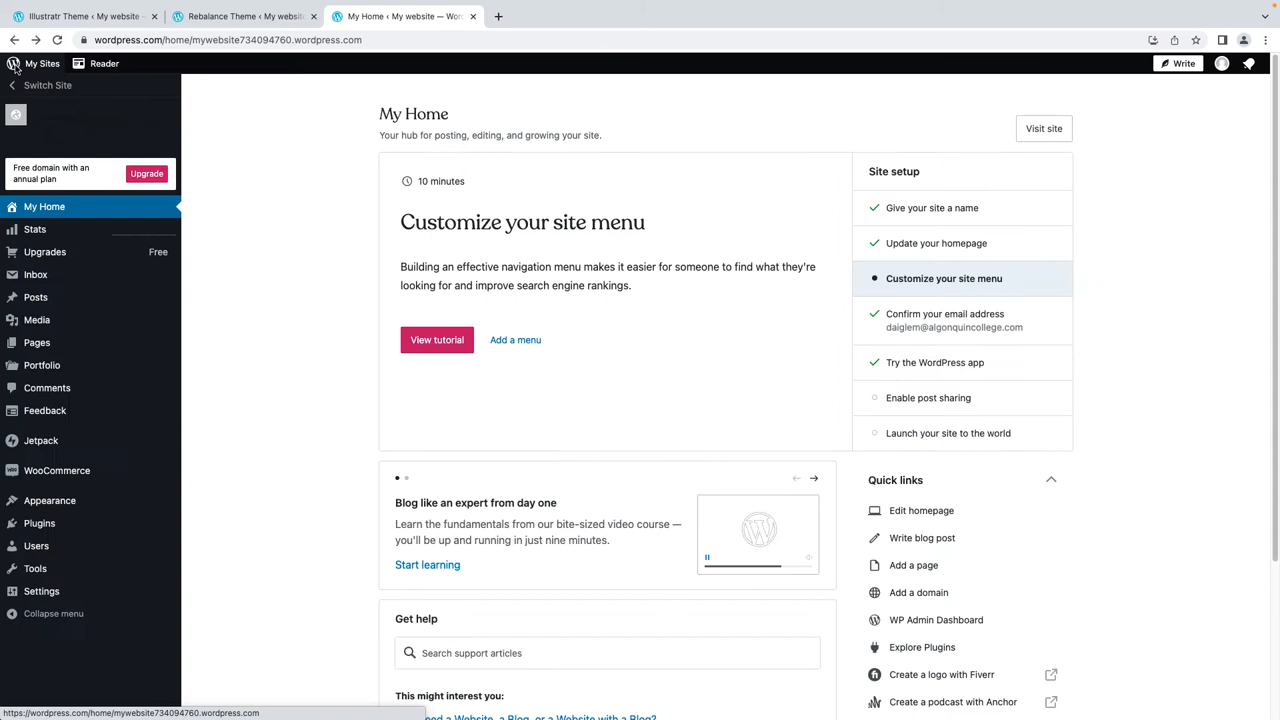 Illustratr Theme ‹ My website –
Rebalance Theme ‹ My website
My Home ‹ My website — Wor
wordpress.com/home/mywebsite734094760.wordpress.com
My Sites
Reader
Write
Switch Site
Free domain with an
annual plan
Upgrade
My Home
Stats
Upgrades
Free
Inbox
Posts
Media
Pages
Portfolio
Comments
Feedback
Jetpack
WooCommerce
Appearance
Plugins
Users
Tools
Settings
Collapse menu
https://wordpress.com/home/mywebsite734094760.wordpress.com
My Home
Your hub for posting, editing, and growing your site.
Visit site
10 minutes
Customize your site menu
Building an effective navigation menu makes it easier for someone to find what they're
looking for and improve search engine rankings.
View tutorial
Add a menu
Site setup
Give your site a name
Update your homepage
Customize your site menu
Confirm your email address
daiglem@algonquincollege.com
Try the WordPress app
Enable post sharing
Launch your site to the world
Blog like an expert from day one
Learn the fundamentals from our bite-sized video course —
you'll be up and running in just nine minutes.
Start learning
Get help
Search support articles
This might interest you:
need a Website, a Blog, or a Website with a Blog?
Quick links
Edit homepage
Write blog post
Add a page
Add a domain
WP Admin Dashboard
Explore Plugins
Create a logo with Fiverr
Create a podcast with Anchor